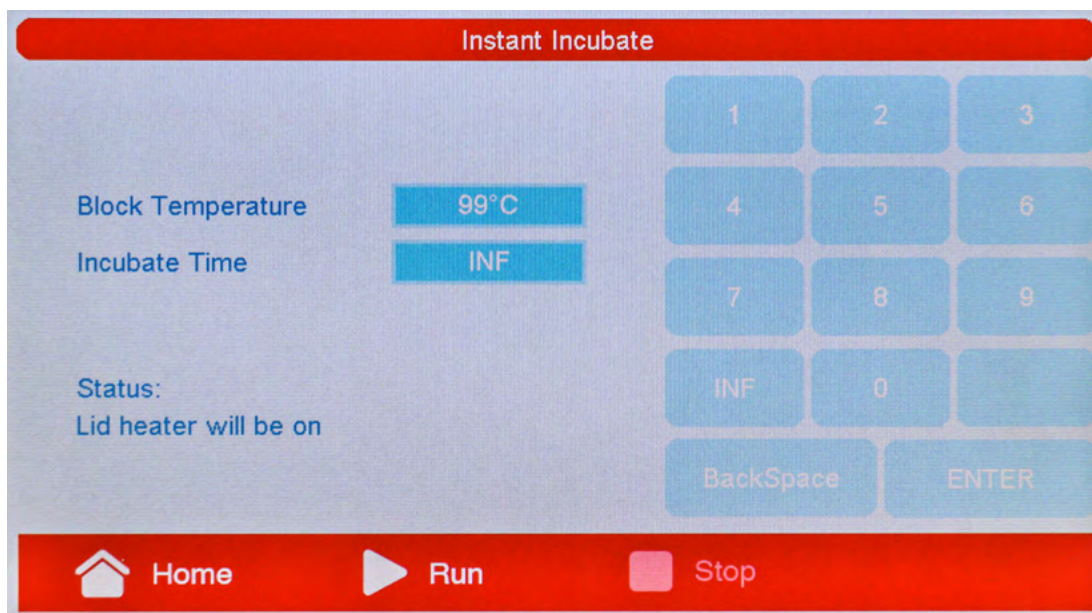 Instant Incubate
1 2 3
Block Temperature 99°C 4 5 6
Incubate Time INF
7 8 9
Status:
INF 0
Lid heater will be on
BackSpace ENTER
Home Run Stop